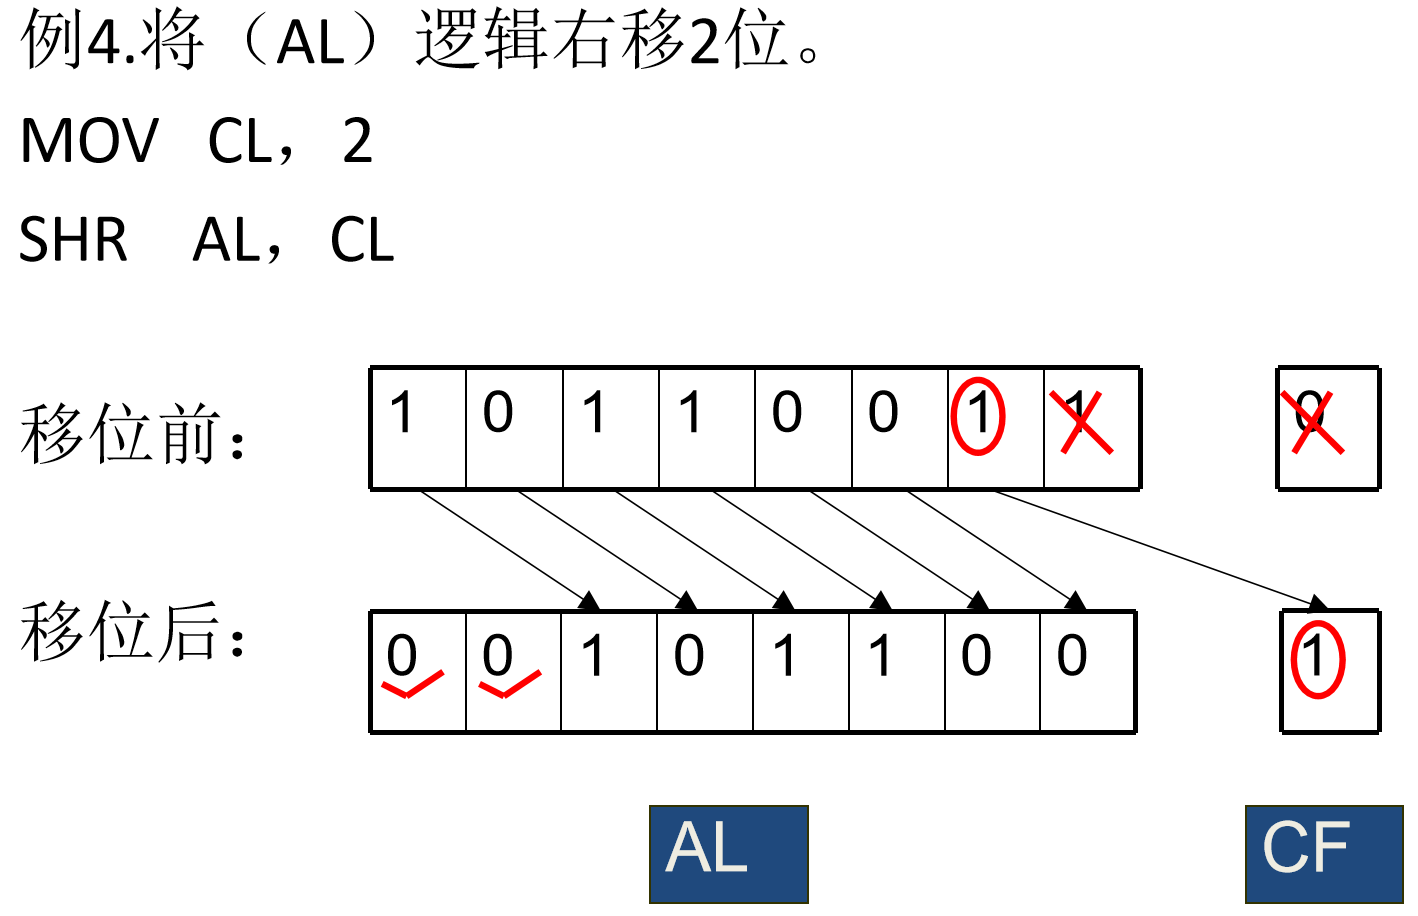 例4.将（AL）逻辑右移2位。
MOV CL，2
SHR AL，CL
移位前： 1 0 1 1 0 0 1 1 0
移位后： 0 0 1 0 1 1 0 0 1
AL CF